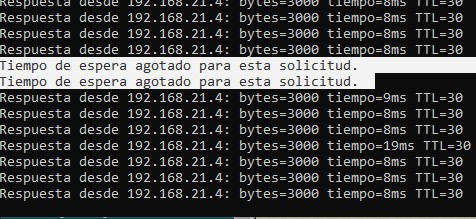 Respuesta desde 192.168.21.4: bytes=3000 tiempo=8ms TTL=30
Respuesta desde 192.168.21.4: bytes=3000 tiempo=8ms TTL=30
Respuesta desde 192.168.21.4: bytes=3000 tiempo=8ms TTL=30
Respuesta desde 192.168.21.4: bytes=3000 tiempo=8ms TTL=30
Tiempo de espera agotado para esta solicitud.
Tiempo de espera agotado para esta solicitud.
Respuesta desde 192.168.21.4: bytes=3000 tiempo=9ms TTL=30
Respuesta desde 192.168.21.4: bytes=3000 tiempo=8ms TTL=30
Respuesta desde 192.168.21.4: bytes=3000 tiempo=8ms TTL=30
Respuesta desde 192.168.21.4: bytes=3000 tiempo=19ms TTL=30
Respuesta desde 192.168.21.4: bytes=3000 tiempo=8ms TTL=30
Respuesta desde 192.168.21.4: bytes=3000 tiempo=8ms TTL=30
Respuesta desde 192.168.21.4: bytes=3000 tiempo=8ms TTL=30